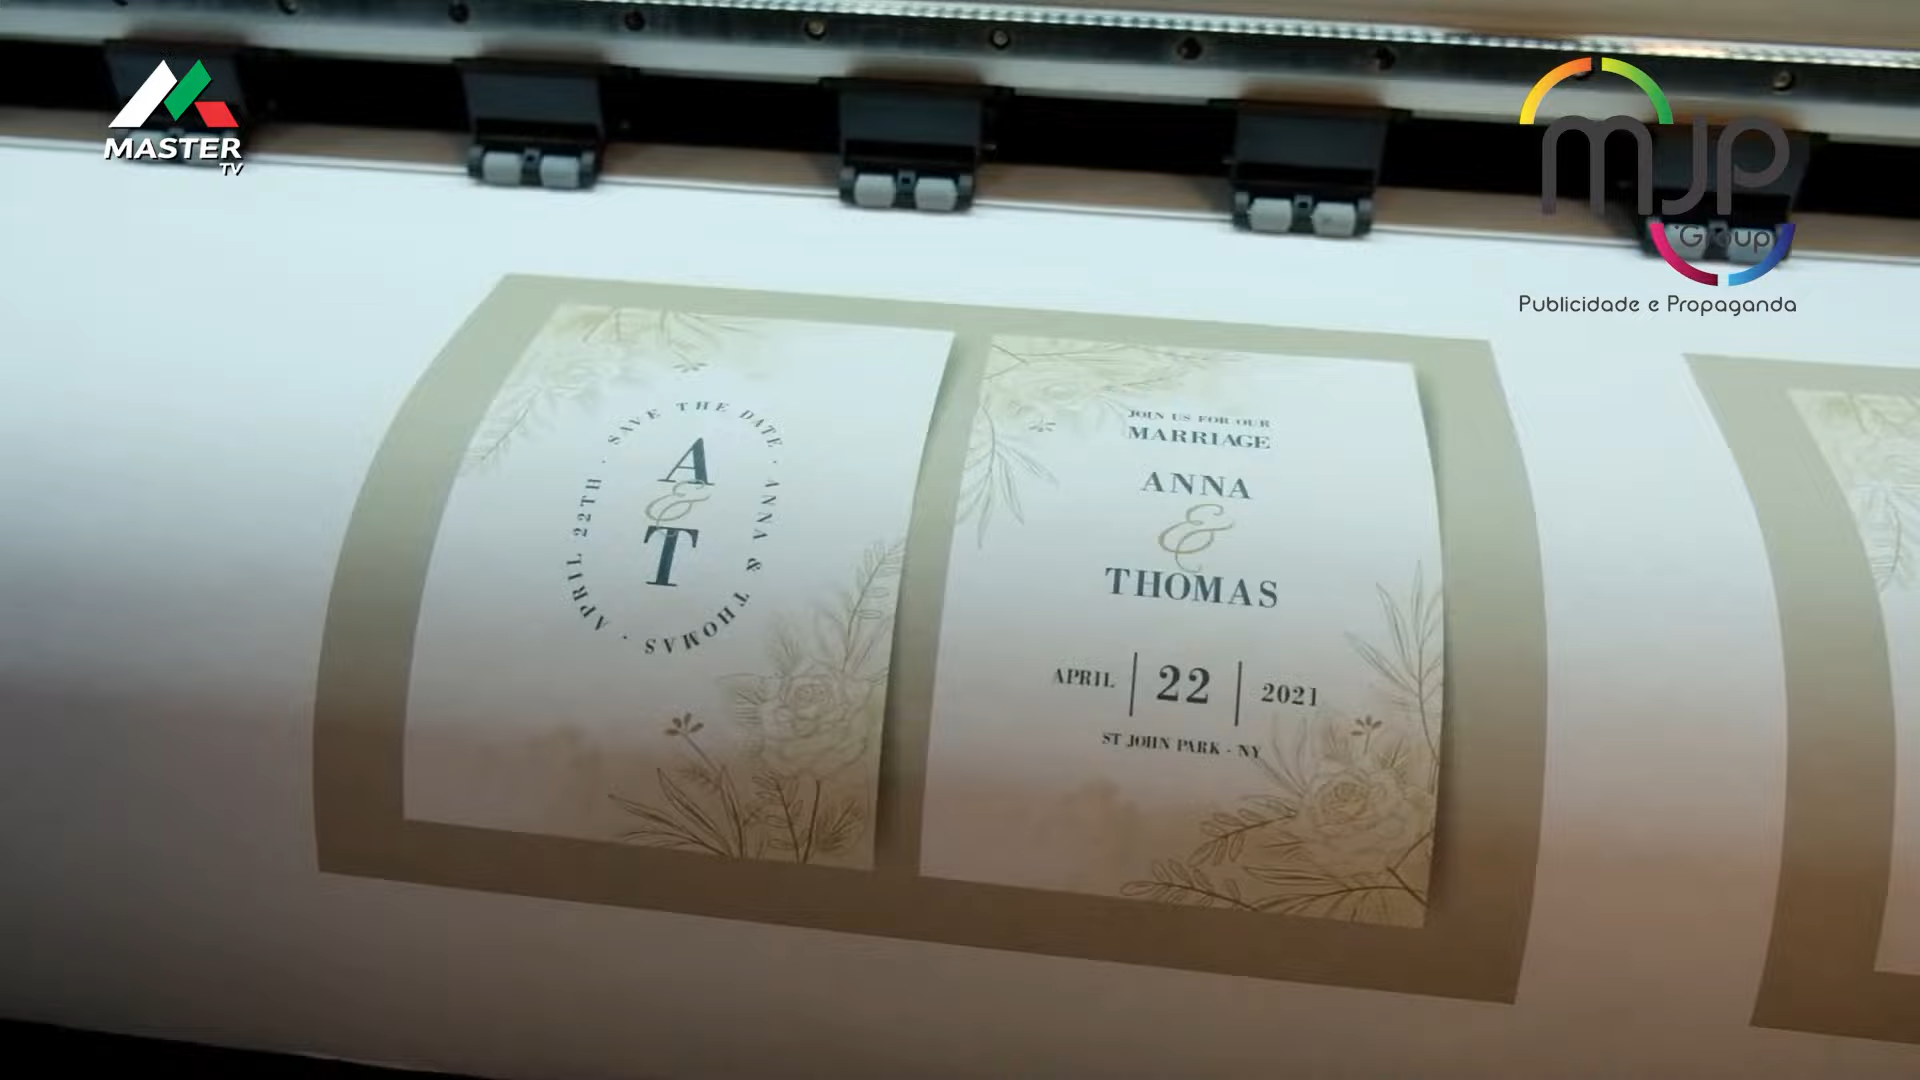 MASTER
TV
mjp
Group
Publicidade e Propaganda
SAVE THE DATE · ANNA & THOMAS · APRIL 22TH ·
A
&
T
JOIN US FOR OUR
MARRIAGE
ANNA
&
THOMAS
APRIL | 22 | 2021
ST JOHN PARK - NY